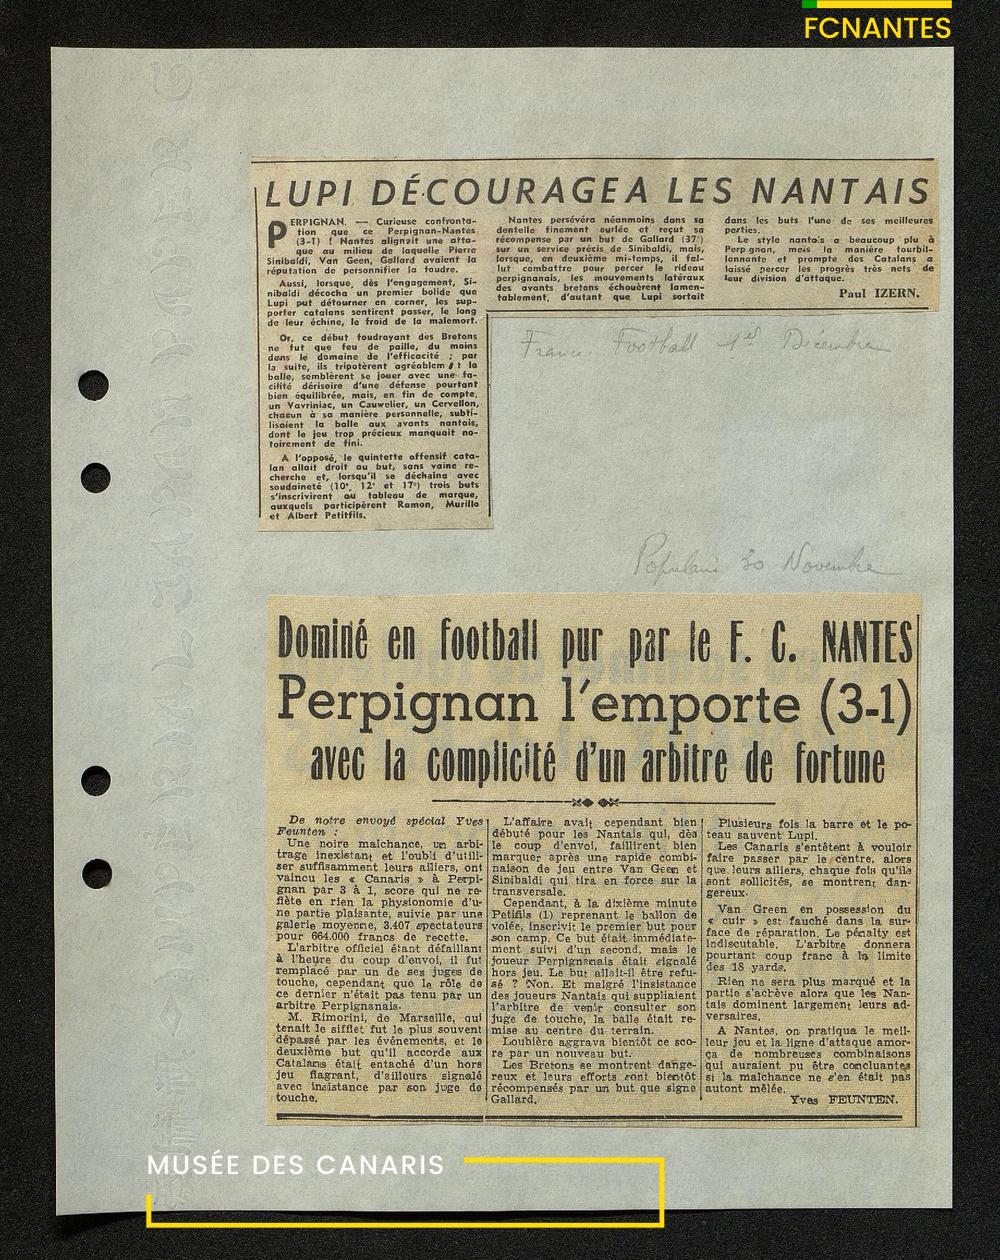 FCNANTES
LUPI DÉCOURAGEA LES NANTAIS
PERPIGNAN. — Curieuse confronta-
tion que ce Perpignan-Nantes
(3-1) ! Nantes alignait une atta-
que au milieu de laquelle Pierre
Sinibaldi, Van Geen, Gallard avaient la
réputation de personnifier la foudre.
Aussi, lorsque, dès l'engagement, Si-
nibaldi décocha un premier bolide que
Lupi put détourner en corner, les sup-
porter catalans sentirent passer, le long
de leur échine, le froid de la malemort.
Or, ce début foudroyant des Bretons
ne fut que feu de paille, du moins
dans le domaine de l'efficacité ; par
la suite, ils tripotèrent agréablem t la
balle, semblèrent se jouer avec une fa-
cilité dérisoire d'une défense pourtant
bien équilibrée, mais, en fin de compte,
un Vavriniac, un Cauwelier, un Cervellon,
chacun à sa manière personnelle, subti-
lisaient la balle aux avants nantais,
dont le jeu trop précieux manquait no-
toirement de fini.
A l'opposé, le quintette offensif cata-
lan allait droit au but, sans vaine re-
cherche et, lorsqu'il se déchaîna avec
soudaineté (10', 12' et 17') trois buts
s'inscrivirent au tableau de marque,
auxquels participèrent Ramon, Murillo
et Albert Petitfils.
Nantes persévéra néanmoins dans sa
dentelle finement ourlée et reçut sa
récompense par un but de Gallard (37')
sur un service précis de Sinibaldi, mais,
lorsque, en deuxième mi-temps, il fal-
lut combattre pour percer le rideau
perpignanais, les mouvements latéraux
des avants bretons échouèrent lamen-
tablement, d'autant que Lupi sortait
dans les buts l'une de ses meilleures
parties.
Le style nantais a beaucoup plu à
Perpignan, mais la manière tourbil-
lonnante et prompte des Catalans a
laissé percer les progrès très nets de
leur division d'attaque.
Paul IZERN.
France Football 1er Décembre
Populaire 30 Novembre
Dominé en football pur par le F. C. NANTES
Perpignan l'emporte (3-1)
avec la complicité d'un arbitre de fortune
De notre envoyé spécial Yves
Feunten :
Une noire malchance, un arbi-
trage inexistant et l'oubli d'utili-
ser suffisamment leurs ailiers, ont
vaincu les « Canaris » à Perpi-
gnan par 3 à 1, score qui ne re-
flète en rien la physionomie d'u-
ne partie plaisante, suivie par une
galerie moyenne, 3.407 spectateurs
pour 664.000 francs de recette.
L'arbitre officiel étant défaillant
à l'heure du coup d'envoi, il fut
remplacé par un de ses juges de
touche, cependant que le rôle de
ce dernier n'était pas tenu par un
arbitre Perpignanais.
M. Rimorini, de Marseille, qui
tenait le sifflet fut le plus souvent
dépassé par les événements, et le
deuxième but qu'il accorde aux
Catalans était entaché d'un hors
jeu flagrant, d'ailleurs signalé
avec insistance par son juge de
touche.
L'affaire avait cependant bien
débuté pour les Nantais qui, dès
le coup d'envoi, faillirent bien
marquer après une rapide combi-
naison de jeu entre Van Geen et
Sinibaldi qui tira en force sur la
transversale.
Cependant, à la dixième minute
Petifils (1) reprenant le ballon de
volée, inscrivit le premier but pour
son camp. Ce but était immédiate-
ment suivi d'un second, mais le
joueur Perpignanais était signalé
hors jeu. Le but allait-il être refu-
sé ? Non. Et malgré l'insistance
des joueurs Nantais qui suppliaient
l'arbitre de venir consulter son
juge de touche, la balle était re-
mise au centre du terrain.
Loubière aggrava bientôt ce sco-
re par un nouveau but.
Les Bretons se montrent dange-
reux et leurs efforts sont bientôt
récompensés par un but que signe
Gallard.
Plusieurs fois la barre et le po-
teau sauvent Lupi.
Les Canaris s'entêtent à vouloir
faire passer par le centre, alors
que leurs ailiers, chaque fois qu'ils
sont sollicités, se montrent dan-
gereux.
Van Green en possession du
« cuir » est fauché dans la sur-
face de réparation. Le pénalty est
indiscutable. L'arbitre donnera
pourtant coup franc à la limite
des 18 yards.
Rien ne sera plus marqué et la
partie s'achève alors que les Nan-
tais dominent largement leurs ad-
versaires.
A Nantes, on pratiqua le meil-
leur jeu et la ligne d'attaque amor-
ça de nombreuses combinaisons
qui auraient pu être concluantes
si la malchance ne s'en était pas
autont mêlée.
Yves FEUNTEN.
MUSÉE DES CANARIS